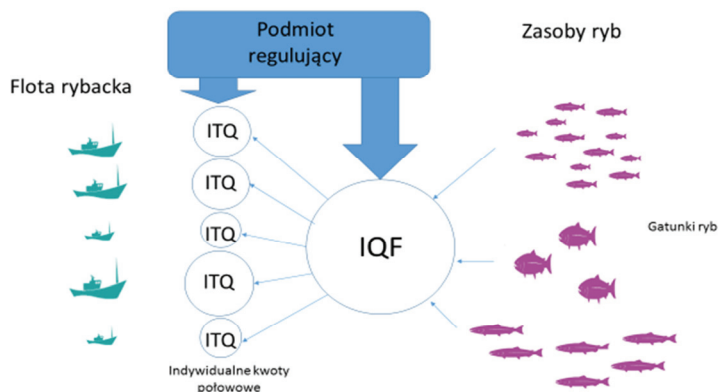 Podmiot
regulujący
Zasoby ryb
Flota rybacka
ITQ
ITQ
ITQ
ITQ
ITQ
IQF
Gatunki ryb
Indywidualne kwoty
połowowe